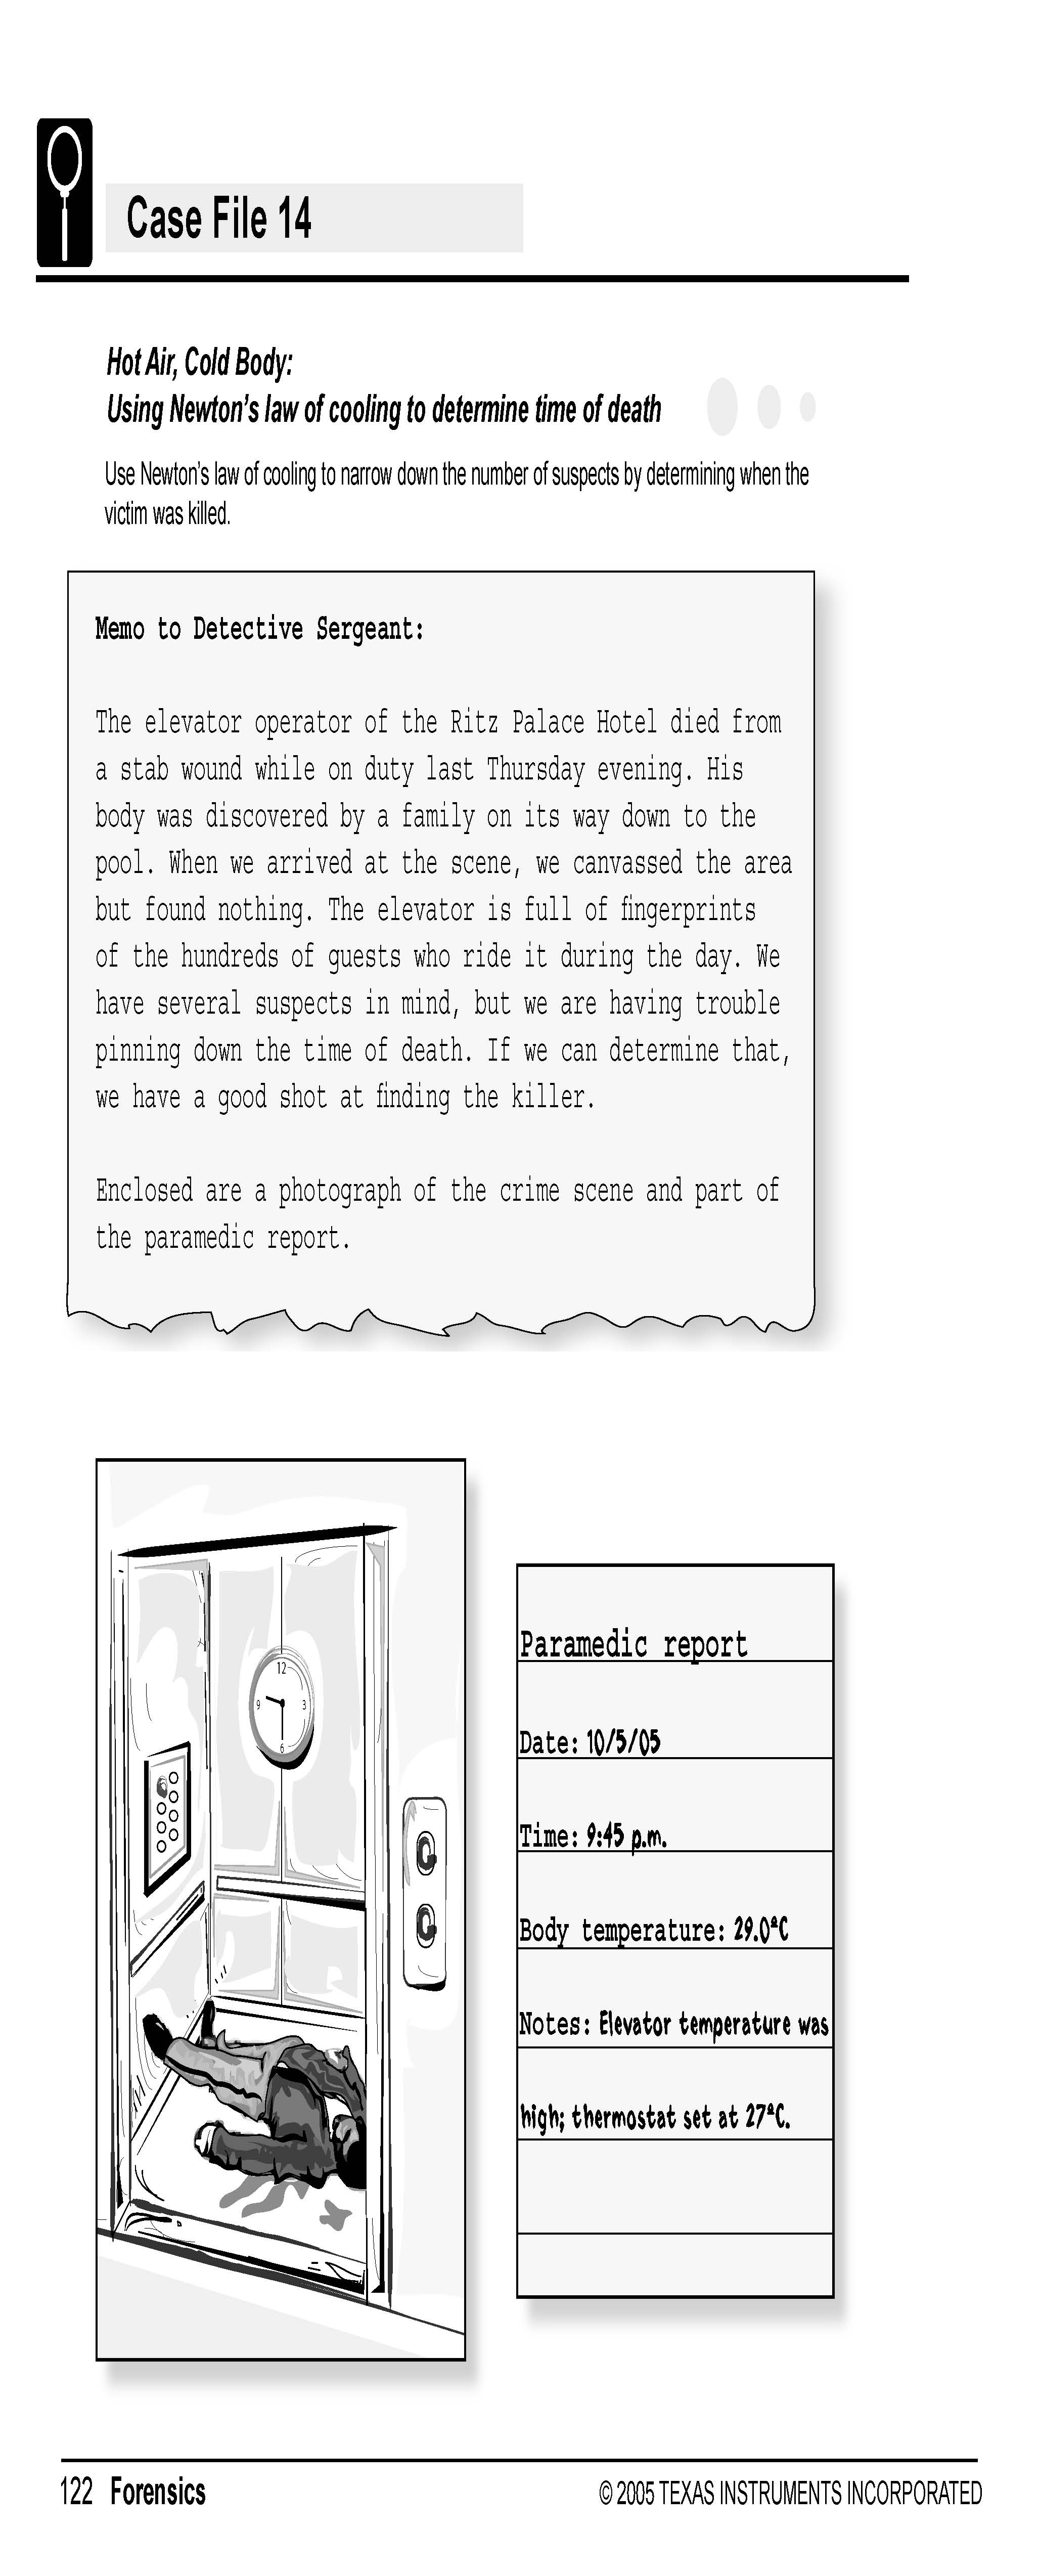 Case File 14
Hot Air, Cold Body:
Using Newton's law of cooling to determine time of death
Use Newton's law of cooling to narrow down the number of suspects by determining when the
victim was killed.
Memo to Detective Sergeant:
The elevator operator of the Ritz Palace Hotel died from
a stab wound while on duty last Thursday evening. His
body was discovered by a family on its way down to the
pool. When we arrived at the scene, we canvassed the area
but found nothing. The elevator is full of fingerprints
of the hundreds of guests who ride it during the day. We
have several suspects in mind, but we are having trouble
pinning down the time of death. If we can determine that,
we have a good shot at finding the killer.
Enclosed are a photograph of the crime scene and part of
the paramedic report.
12
9 3
6
Paramedic report
Date: 10/5/05
Time: 9:45 p.m.
Body temperature: 29.0°C
Notes: Elevator temperature was
high; thermostat set at 27°C.
122 Forensics
© 2005 TEXAS INSTRUMENTS INCORPORATED